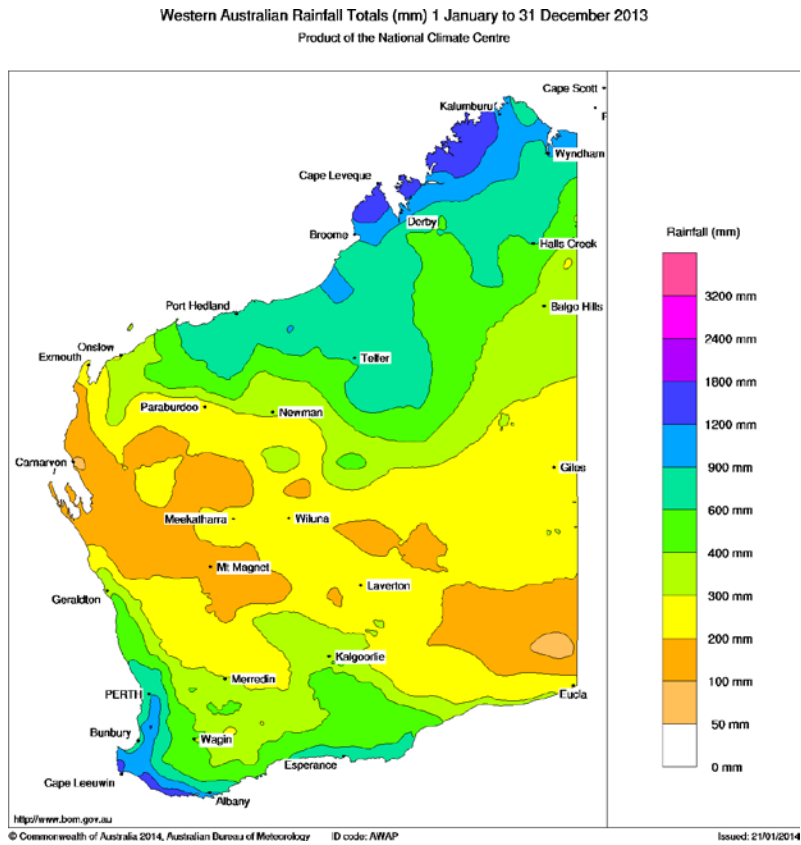 Western Australian Rainfall Totals (mm) 1 January to 31 December 2013
Product of the National Climate Centre
Cape Scott
Kalumburu
F
Wyndham
Cape Leveque
Derby
Broome
Halls Creek
Rainfall (mm)
Port Hedland
Balgo Hills
3200 mm
2400 mm
1800 mm
1200 mm
900 mm
600 mm
400 mm
300 mm
200 mm
100 mm
50 mm
0 mm
Onslow
Exmouth
Telfer
Paraburdoo
Newman
Carnarvon
Giles
Meekatharra
Wiluna
Mt Magnet
Laverton
Geraldton
Kalgoorlie
Merredin
Eucla
PERTH
Bunbury
Wagin
Esperance
Cape Leeuwin
Albany
http://www.bom.gov.au
© Commonwealth of Australia 2014, Australian Bureau of Meteorology ID code: AWAP Issued: 21/01/2014